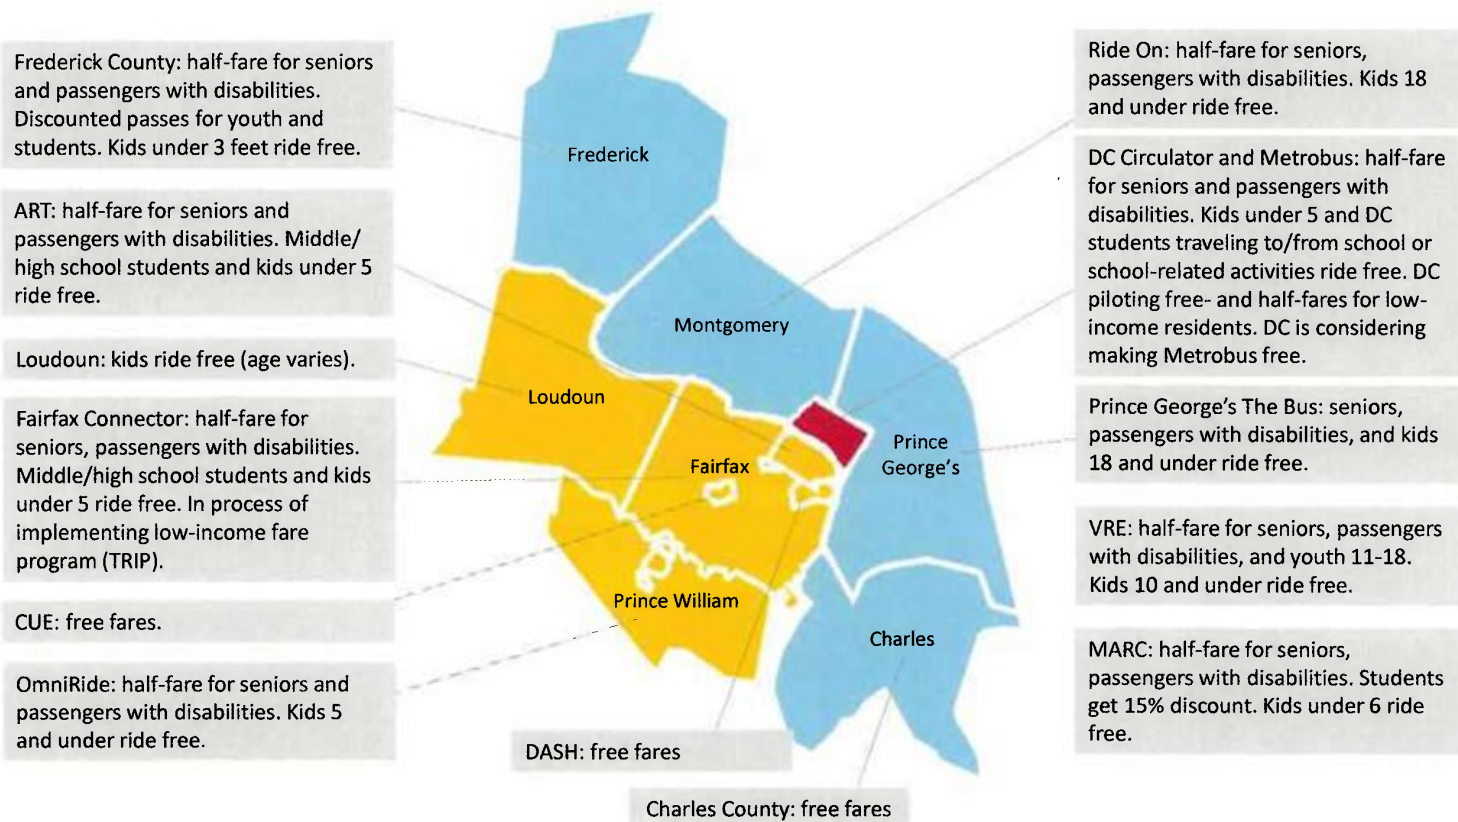 Frederick County: half-fare for seniors
and passengers with disabilities.
Discounted passes for youth and
students. Kids under 3 feet ride free.
ART: half-fare for seniors and
passengers with disabilities. Middle/
high school students and kids under 5
ride free.
Loudoun: kids ride free (age varies).
Fairfax Connector: half-fare for
seniors, passengers with disabilities.
Middle/high school students and kids
under 5 ride free. In process of
implementing low-income fare
program (TRIP).
CUE: free fares.
OmniRide: half-fare for seniors and
passengers with disabilities. Kids 5
and under ride free.
Frederick
Montgomery
Loudoun
Fairfax
Prince
George's
Prince William
Charles
DASH: free fares
Charles County: free fares
Ride On: half-fare for seniors,
passengers with disabilities. Kids 18
and under ride free.
DC Circulator and Metrobus: half-fare
for seniors and passengers with
disabilities. Kids under 5 and DC
students traveling to/from school or
school-related activities ride free. DC
piloting free- and half-fares for low-
income residents. DC is considering
making Metrobus free.
Prince George's The Bus: seniors,
passengers with disabilities, and kids
18 and under ride free.
VRE: half-fare for seniors, passengers
with disabilities, and youth 11-18.
Kids 10 and under ride free.
MARC: half-fare for seniors,
passengers with disabilities. Students
get 15% discount. Kids under 6 ride
free.